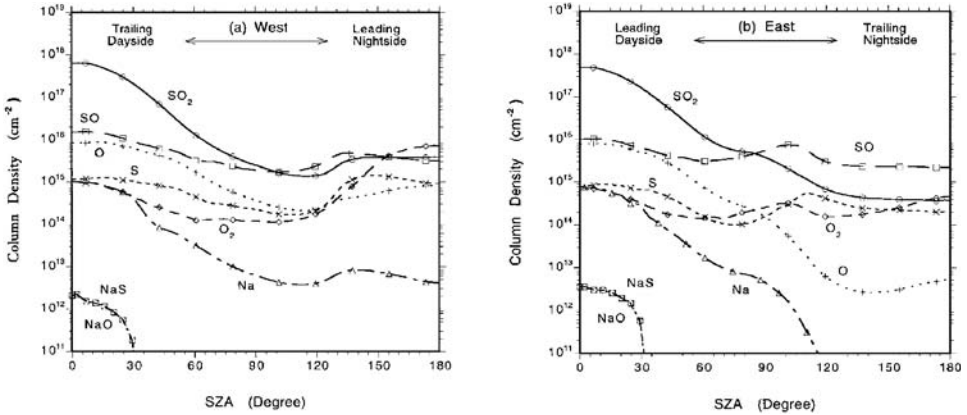 (a) West
Trailing Dayside
Leading Nightside
Column Density (cm⁻²)
10¹⁹
10¹⁸
10¹⁷
10¹⁶
10¹⁵
10¹⁴
10¹³
10¹²
10¹¹
SO₂
SO
O
S
O₂
Na
NaS
NaO
0 30 60 90 120 150 180
SZA (Degree)
(b) East
Leading Dayside
Trailing Nightside
Column Density (cm⁻²)
10¹⁹
10¹⁸
10¹⁷
10¹⁶
10¹⁵
10¹⁴
10¹³
10¹²
10¹¹
SO₂
SO
S
O₂
O
Na
NaS
NaO
0 30 60 90 120 150 180
SZA (Degree)